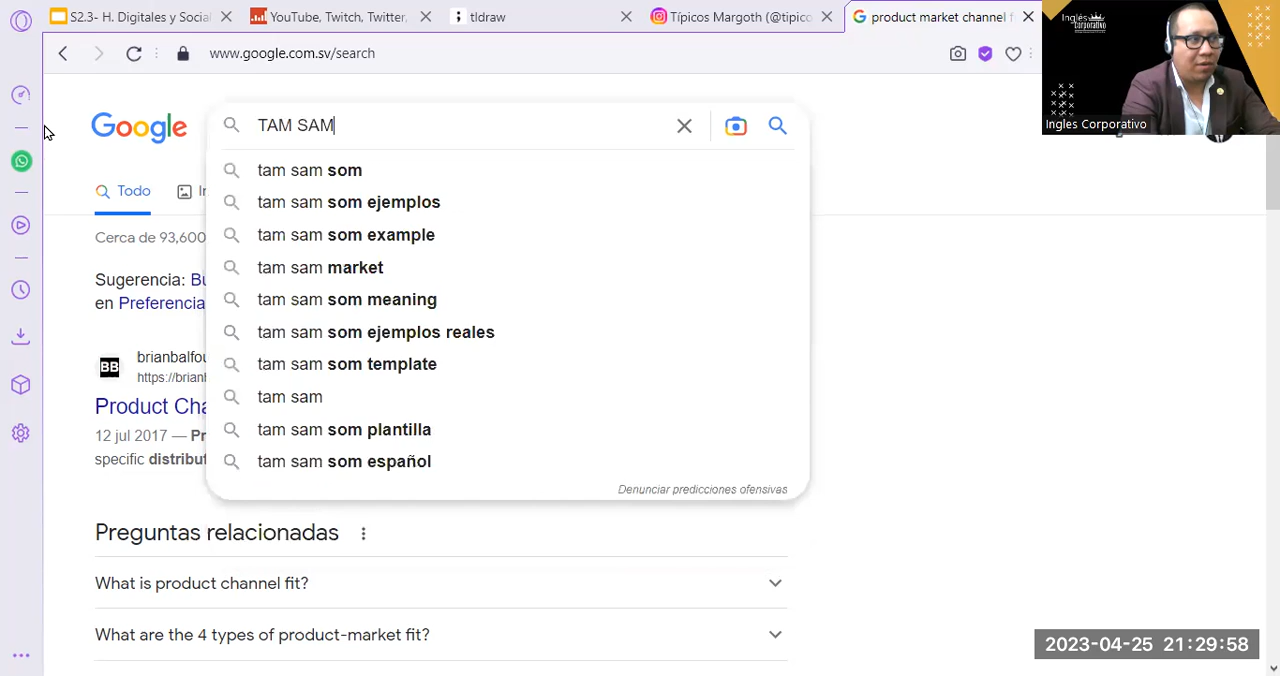 S2.3- H. Digitales y Social
YouTube, Twitch, Twitter,
tldraw
Típicos Margoth (@tipico
product market channel f
www.google.com.sv/search
Inglés
Corporativo
Ingles Corporativo
Google
TAM SAM
tam sam som
tam sam som ejemplos
tam sam som example
tam sam market
tam sam som meaning
tam sam som ejemplos reales
tam sam som template
tam sam
tam sam som plantilla
tam sam som español
Denunciar predicciones ofensivas
Todo
Cerca de 93,600
Sugerencia: Bu
en Preferencia
BB
brianbalfou
https://brianb
Product Cha
12 jul 2017 — Pr
specific distribut
Preguntas relacionadas
What is product channel fit?
What are the 4 types of product-market fit?
2023-04-25 21:29:58